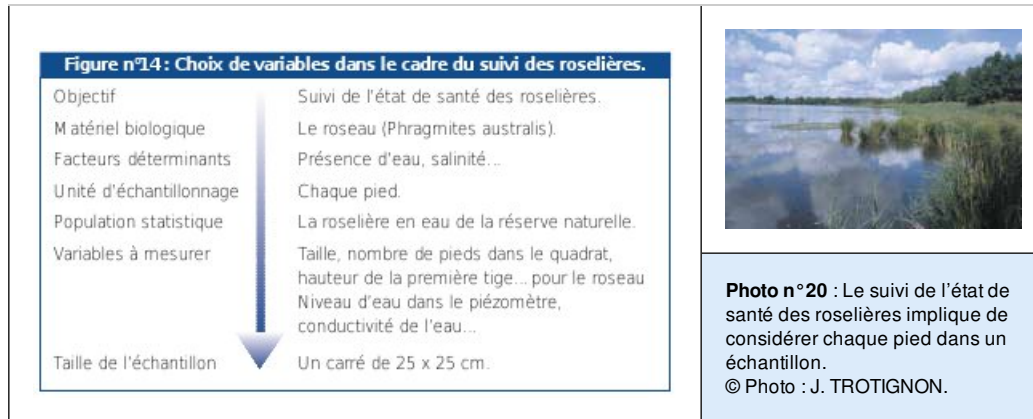 Figure n°14 : Choix de variables dans le cadre du suivi des roselières.
Objectif Suivi de l'état de santé des roselières.
Matériel biologique Le roseau (Phragmites australis).
Facteurs déterminants Présence d'eau, salinité...
Unité d'échantillonnage Chaque pied.
Population statistique La roselière en eau de la réserve naturelle.
Variables à mesurer Taille, nombre de pieds dans le quadrat,
hauteur de la première tige... pour le roseau
Niveau d'eau dans le piézomètre,
conductivité de l'eau...
Taille de l'échantillon Un carré de 25 x 25 cm.
Photo n°20 : Le suivi de l'état de
santé des roselières implique de
considérer chaque pied dans un
échantillon.
© Photo : J. TROTIGNON.